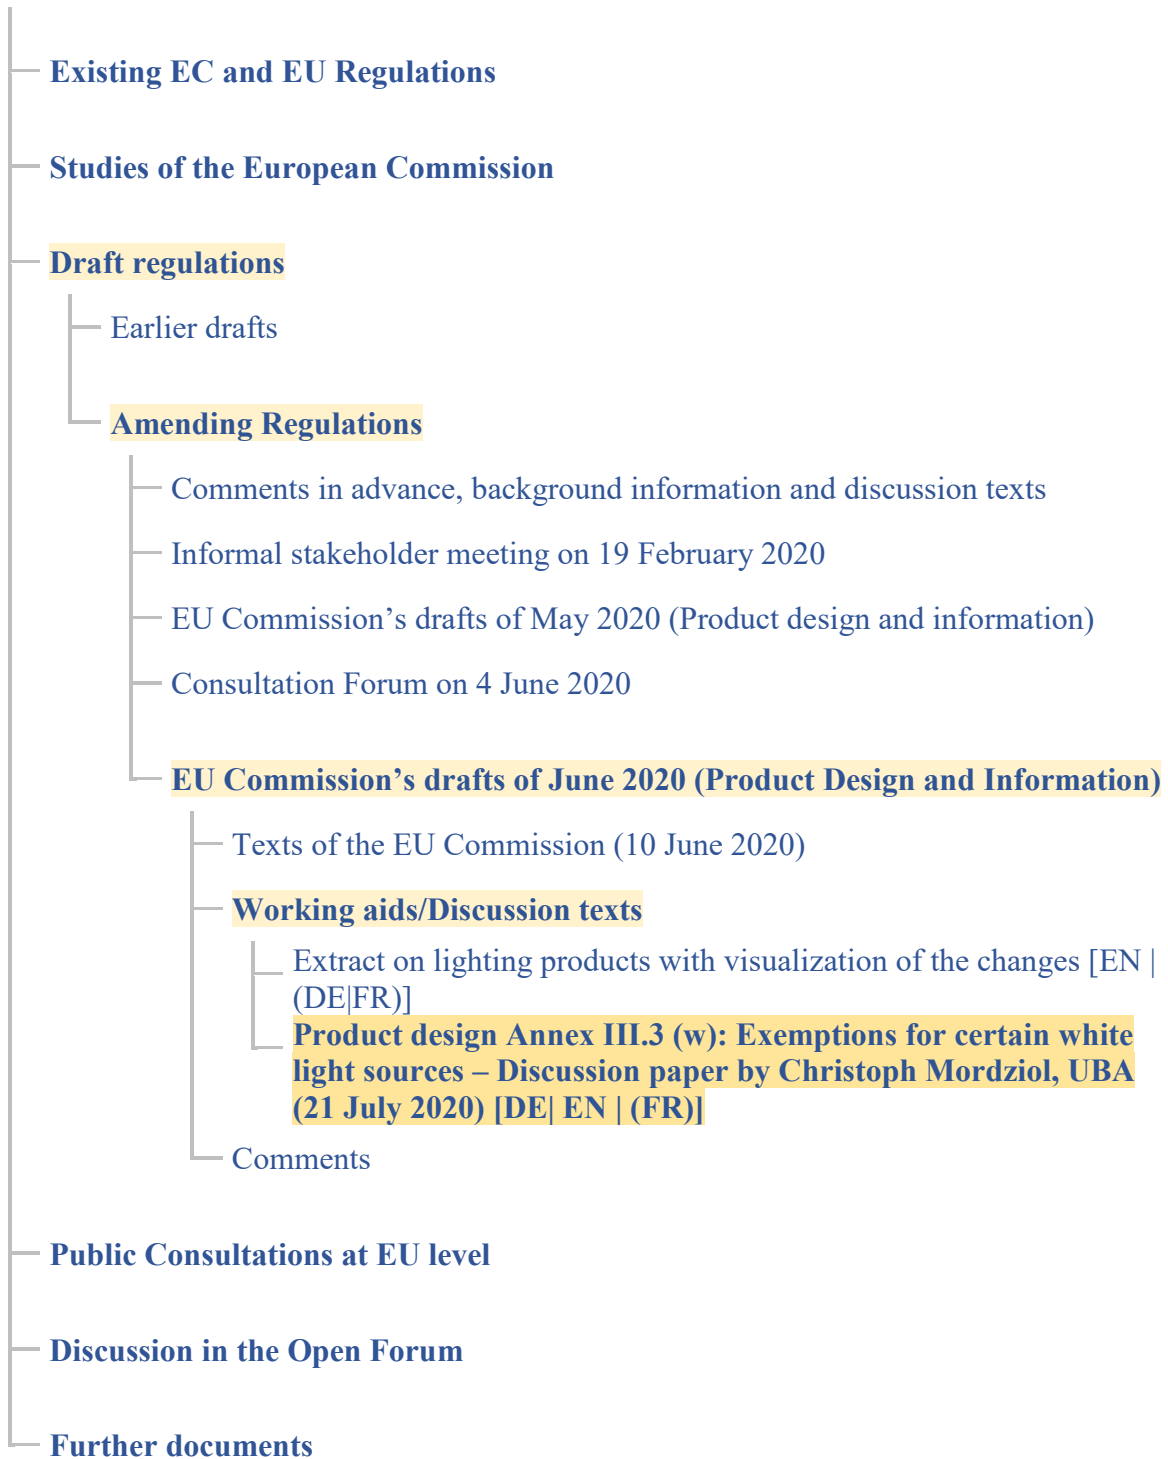 Existing EC and EU Regulations
Studies of the European Commission
Draft regulations
Earlier drafts
Amending Regulations
Comments in advance, background information and discussion texts
Informal stakeholder meeting on 19 February 2020
EU Commission’s drafts of May 2020 (Product design and information)
Consultation Forum on 4 June 2020
EU Commission’s drafts of June 2020 (Product Design and Information)
Texts of the EU Commission (10 June 2020)
Working aids/Discussion texts
Extract on lighting products with visualization of the changes [EN |
(DE|FR)]
Product design Annex III.3 (w): Exemptions for certain white
light sources – Discussion paper by Christoph Mordziol, UBA
(21 July 2020) [DE| EN | (FR)]
Comments
Public Consultations at EU level
Discussion in the Open Forum
Further documents